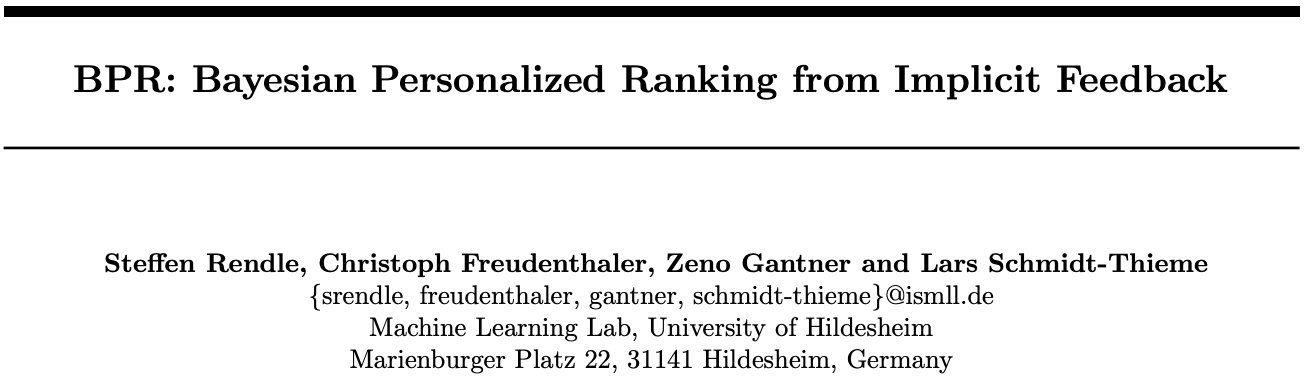 BPR: Bayesian Personalized Ranking from Implicit Feedback
Steffen Rendle, Christoph Freudenthaler, Zeno Gantner and Lars Schmidt-Thieme
{srendle, freudenthaler, gantner, schmidt-thieme}@ismll.de
Machine Learning Lab, University of Hildesheim
Marienburger Platz 22, 31141 Hildesheim, Germany